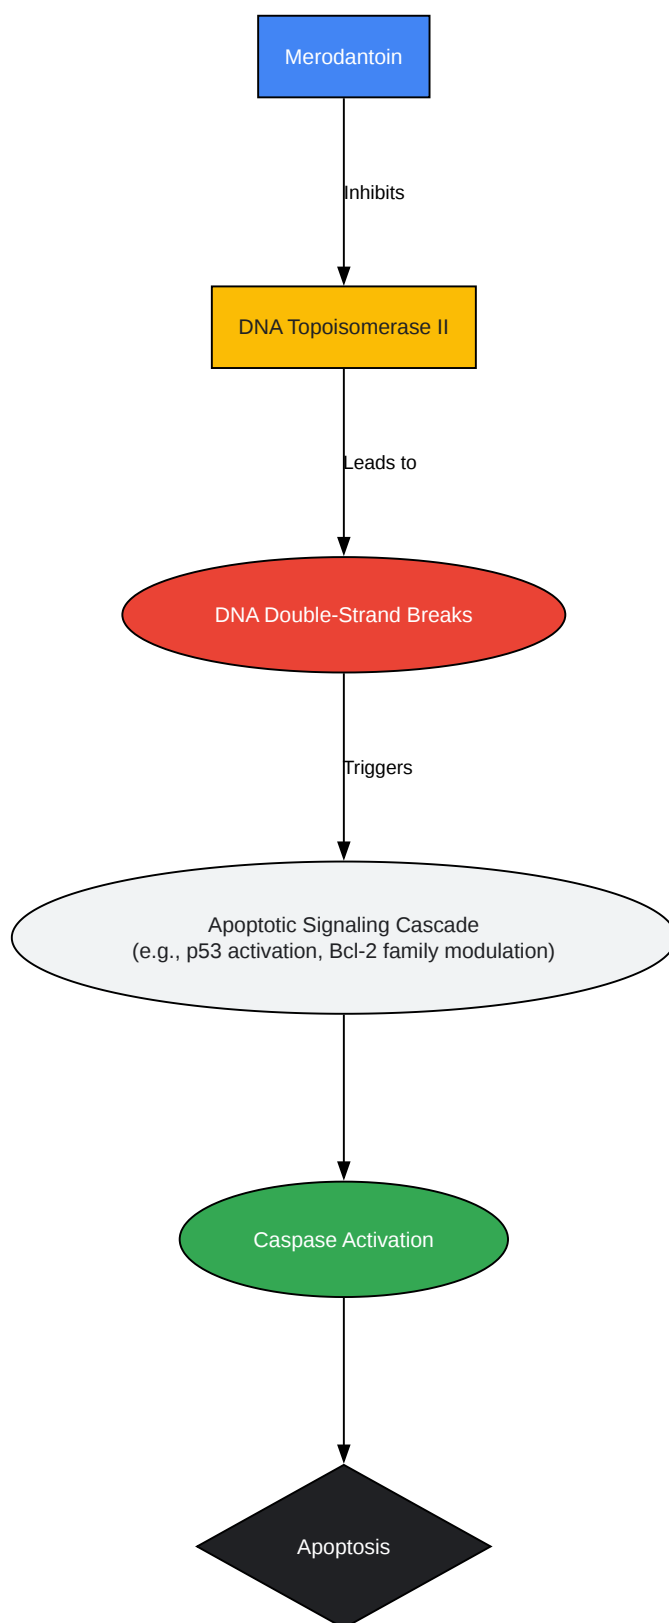 Merodantoin
Inhibits
DNA Topoisomerase II
Leads to
DNA Double-Strand Breaks
Triggers
Apoptotic Signaling Cascade
(e.g., p53 activation, Bcl-2 family modulation)
Caspase Activation
Apoptosis